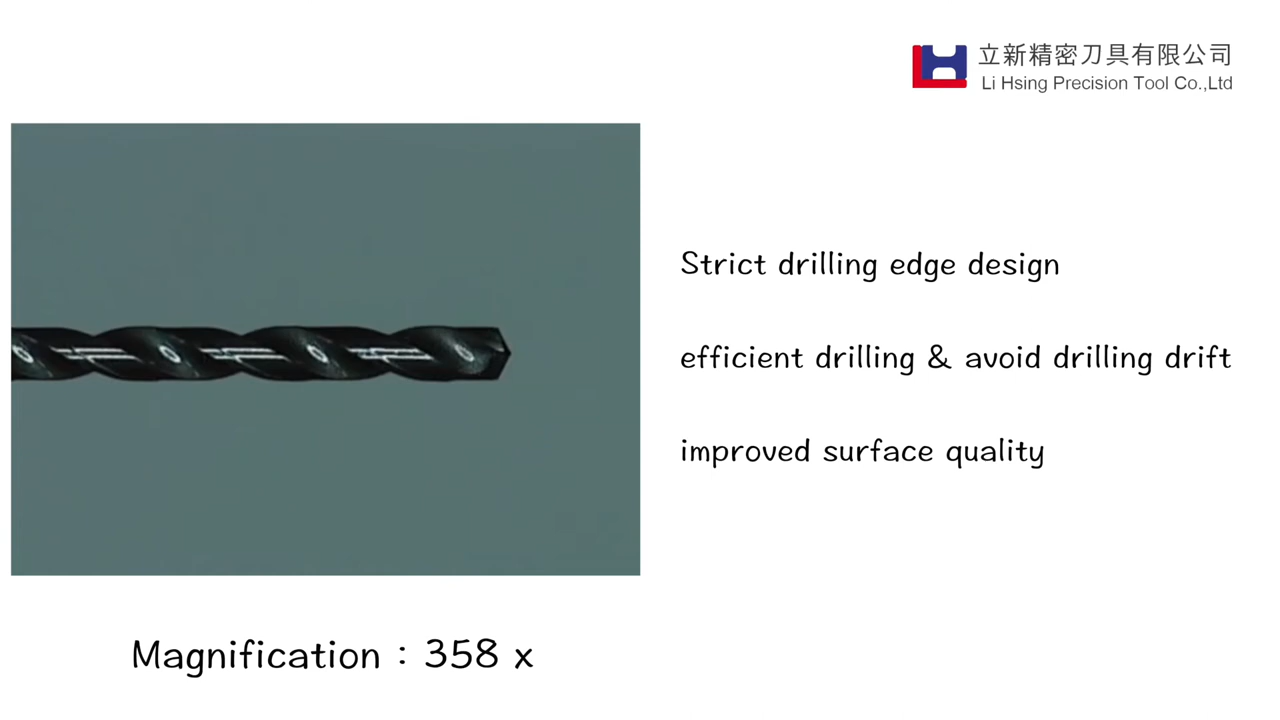 立新精密刀具有限公司
Li Hsing Precision Tool Co.,Ltd
Strict drilling edge design
efficient drilling & avoid drilling drift
improved surface quality
Magnification : 358 x